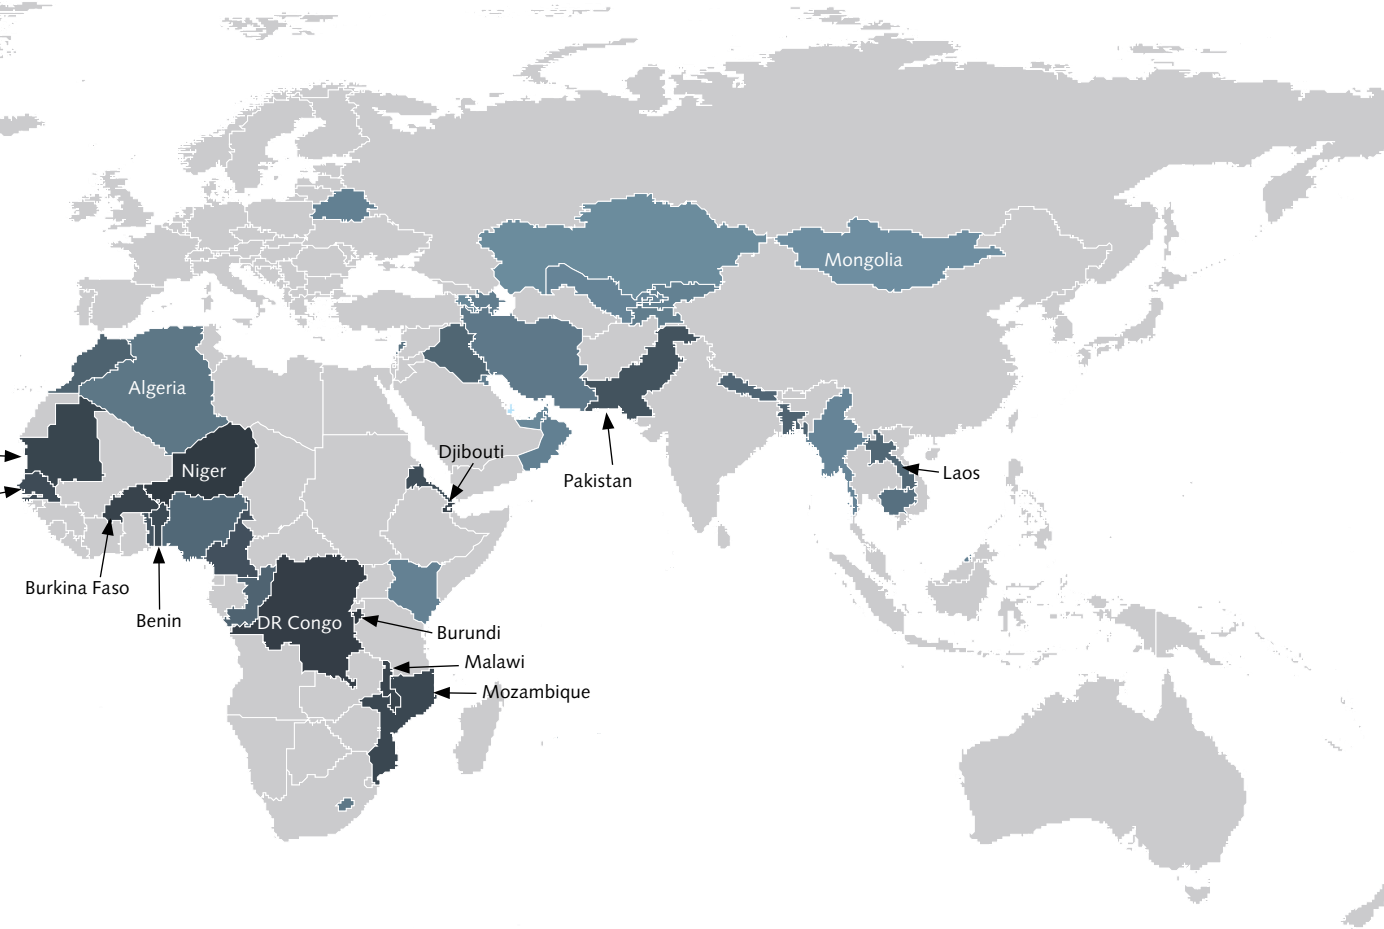 Mongolia
Algeria
Djibouti
Niger
Pakistan
Laos
Burkina Faso
Benin
DR Congo
Burundi
Malawi
Mozambique